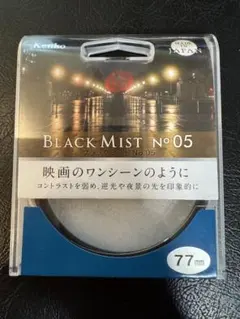 Kenko
MADE IN
JAPAN
BLACK MIST No 05
映画のワンシーンのように
コントラストを弱め、逆光や夜景の光を印象的に
77mm